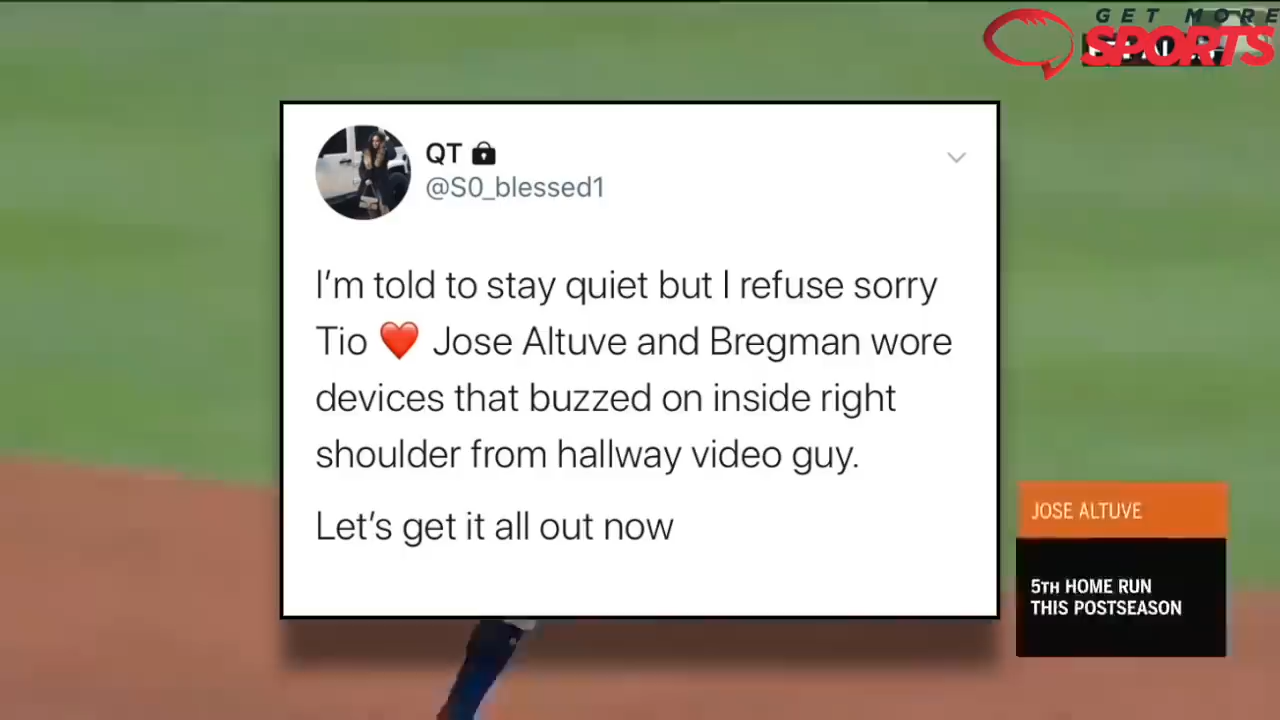 GET MORE
SPORTS
QT
@S0_blessed1
I'm told to stay quiet but I refuse sorry
Tio ❤️ Jose Altuve and Bregman wore
devices that buzzed on inside right
shoulder from hallway video guy.
Let's get it all out now
JOSE ALTUVE
5TH HOME RUN
THIS POSTSEASON